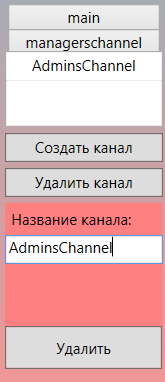 main
managerschannel
AdminsChannel
Создать канал
Удалить канал
Название канала:
AdminsChannel
Удалить